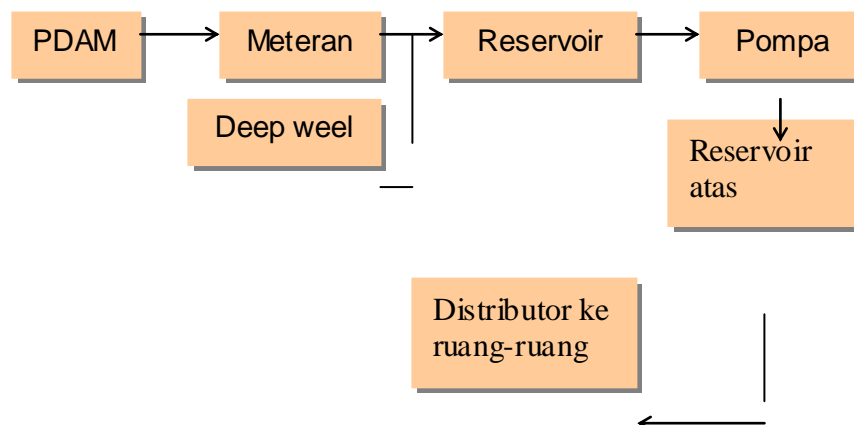 PDAM
Meteran
Reservoir
Pompa
Deep weel
Reservoir
atas
Distributor ke
ruang-ruang